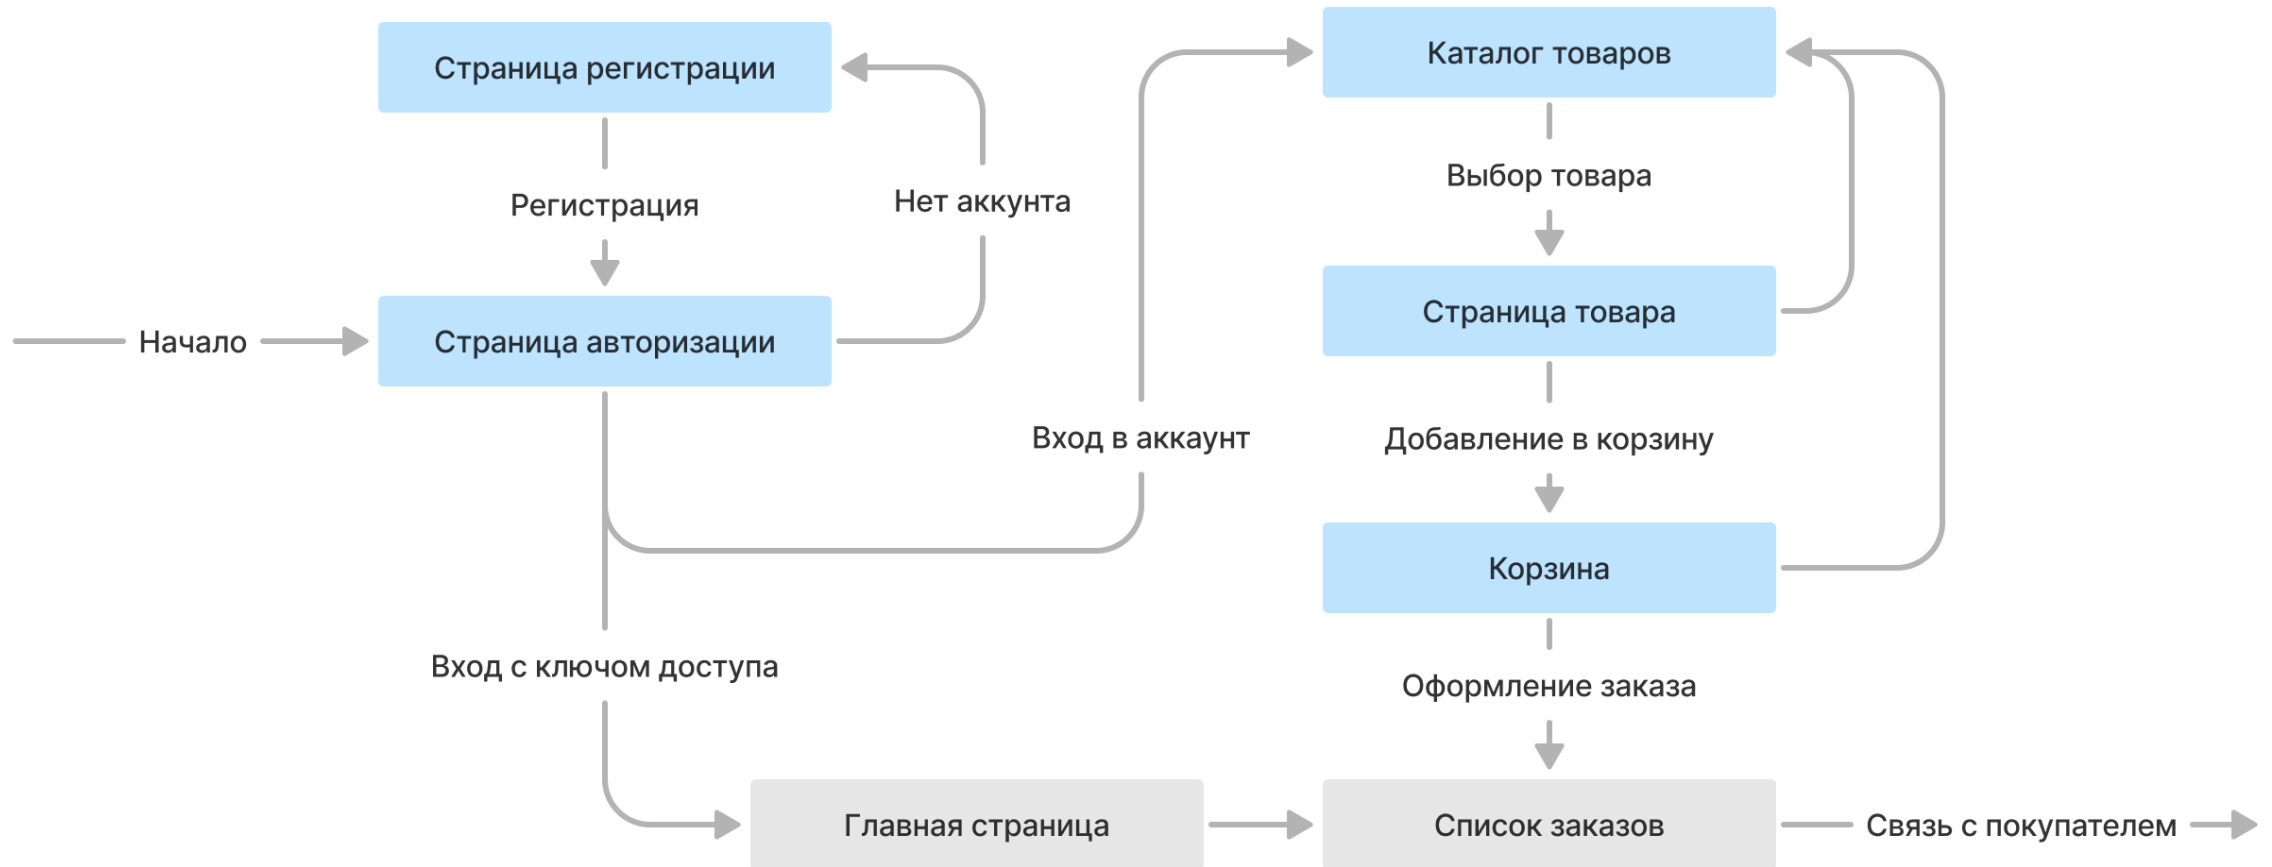 Страница регистрации
Каталог товаров
Выбор товара
Регистрация
Нет аккунта
Страница товара
Начало
Страница авторизации
Вход в аккаунт
Добавление в корзину
Корзина
Вход с ключом доступа
Оформление заказа
Главная страница
Список заказов
Связь с покупателем